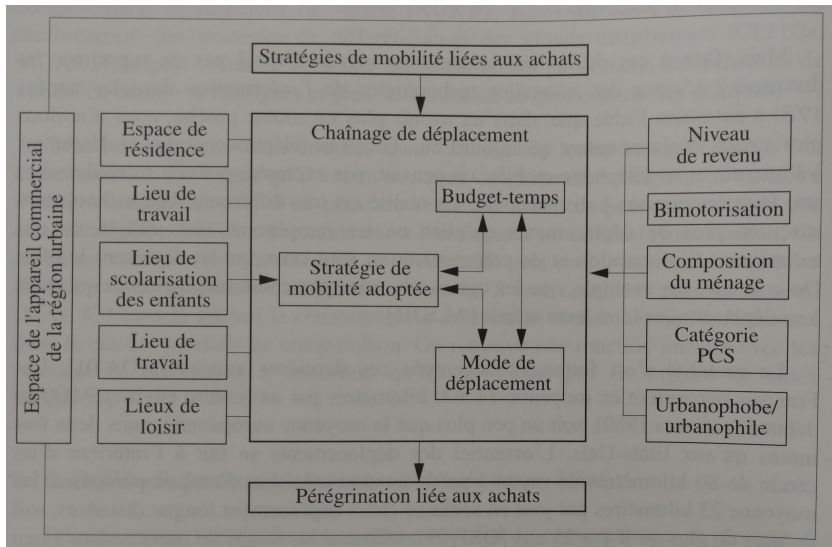 Stratégies de mobilité liées aux achats
Espace de l'appareil commercial
de la région urbaine
Espace de
résidence
Lieu de
travail
Lieu de
scolarisation
des enfants
Lieu de
travail
Lieux de
loisir
Chaînage de déplacement
Budget-temps
Stratégie de
mobilité adoptée
Mode de
déplacement
Niveau
de revenu
Bimotorisation
Composition
du ménage
Catégorie
PCS
Urbanophobe/
urbanophile
Pérégrination liée aux achats